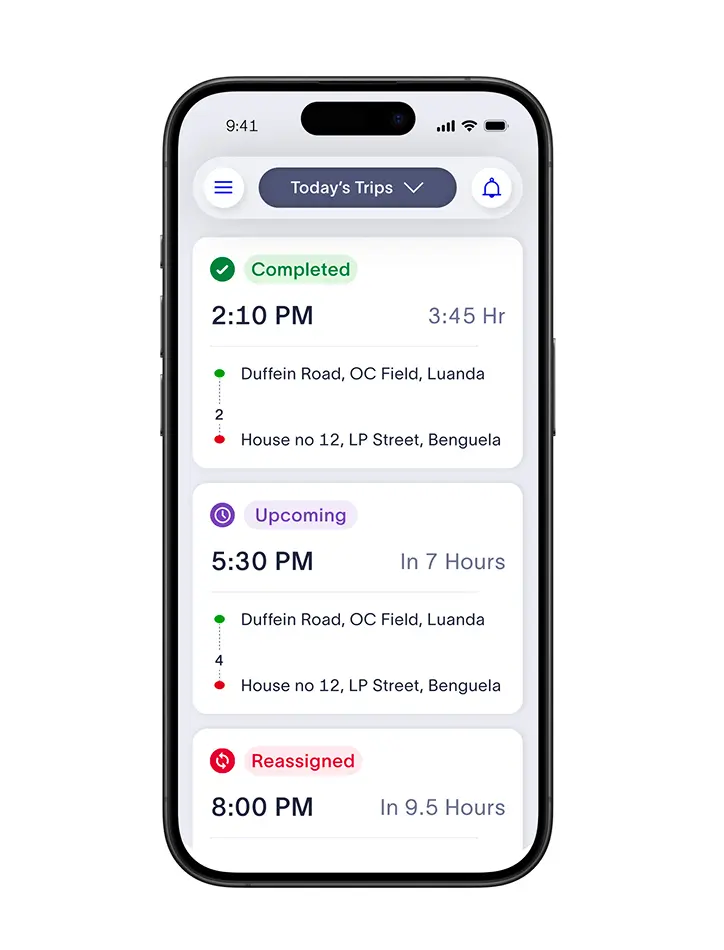 9:41
Today's Trips
Completed
2:10 PM 3:45 Hr
Duffein Road, OC Field, Luanda
2
House no 12, LP Street, Benguela
Upcoming
5:30 PM In 7 Hours
Duffein Road, OC Field, Luanda
4
House no 12, LP Street, Benguela
Reassigned
8:00 PM In 9.5 Hours